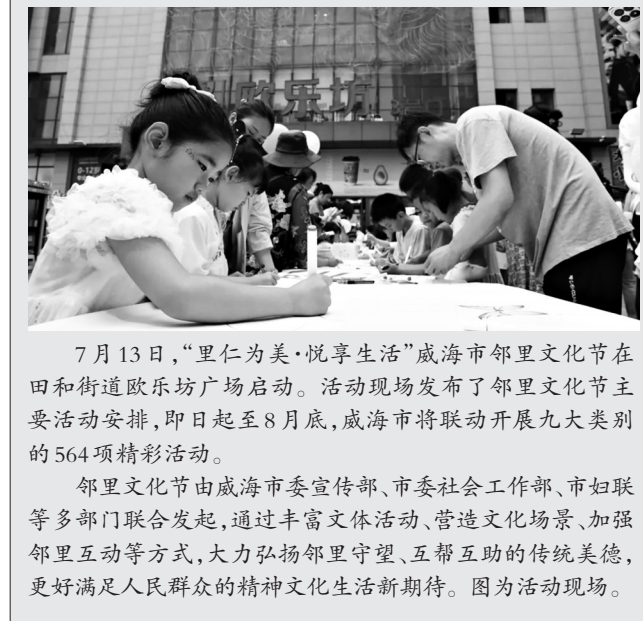 欧乐坊
0-12
7月13日,“里仁为美·悦享生活”威海市邻里文化节在
田和街道欧乐坊广场启动。活动现场发布了邻里文化节主
要活动安排,即日起至8月底,威海市将联动开展九大类别
的564项精彩活动。
邻里文化节由威海市委宣传部、市委社会工作部、市妇联
等多部门联合发起,通过丰富文体活动、营造文化场景、加强
邻里互动等方式,大力弘扬邻里守望、互帮互助的传统美德,
更好满足人民群众的精神文化生活新期待。图为活动现场。